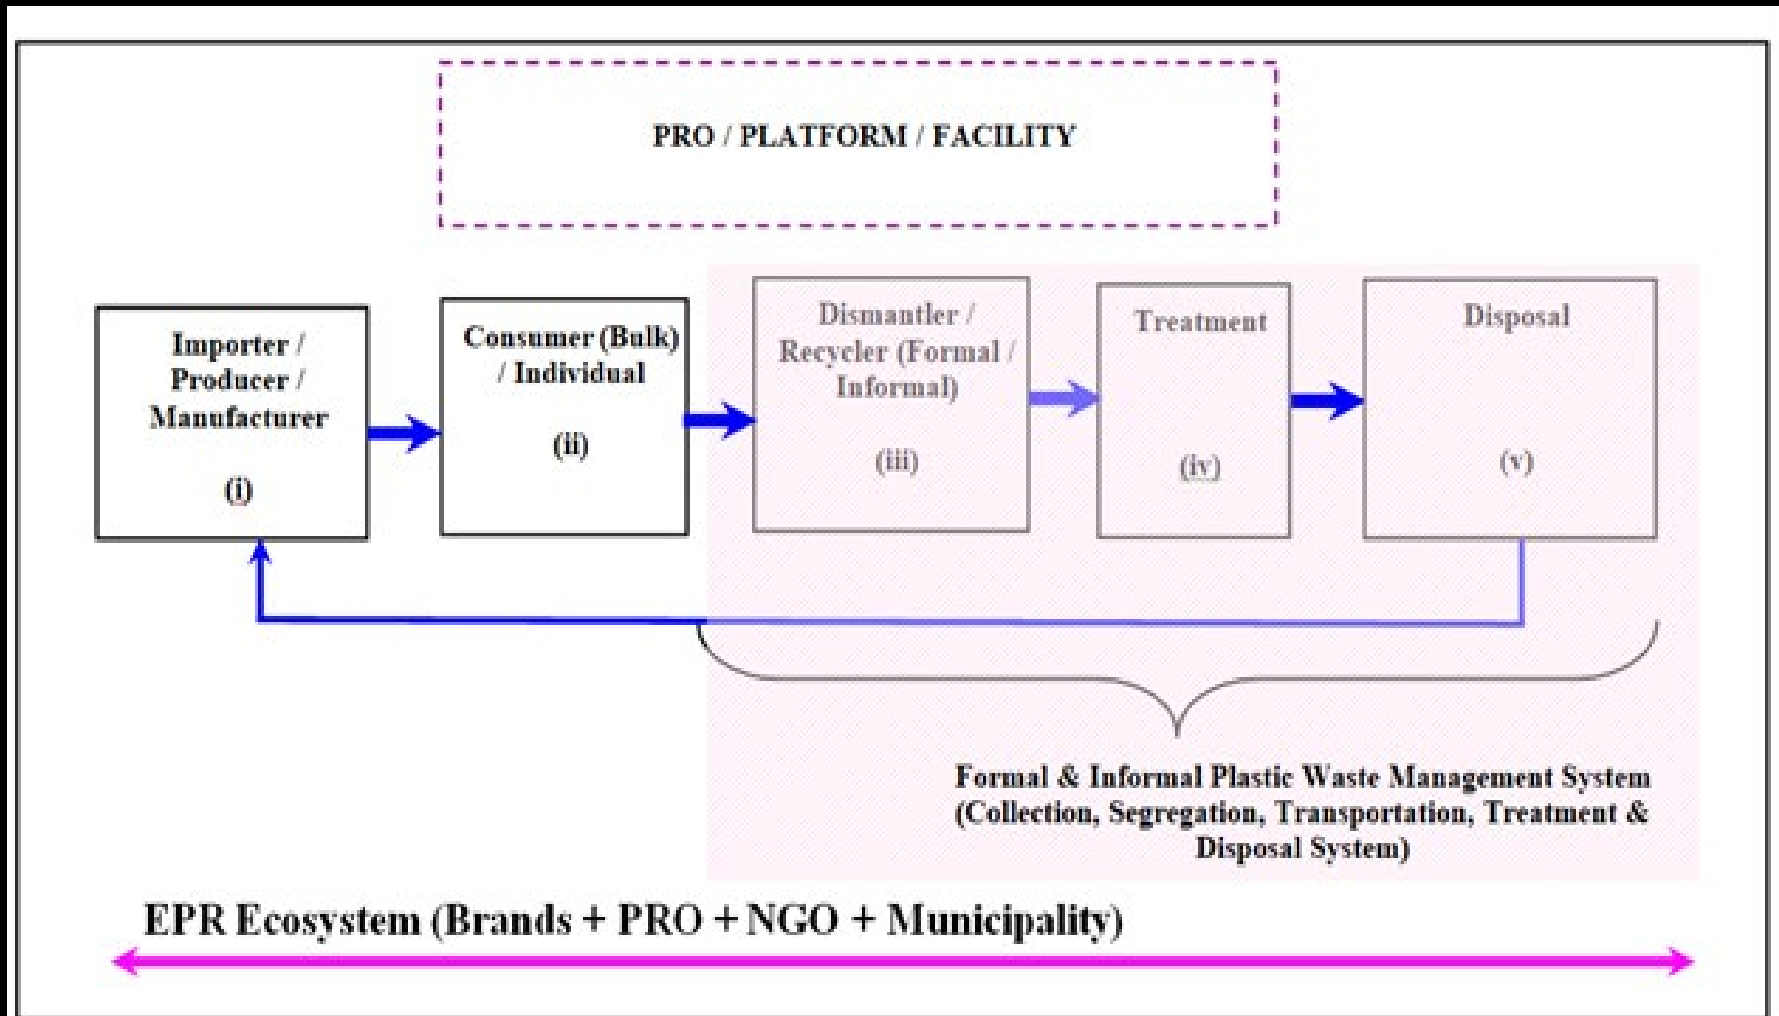 PRO / PLATFORM / FACILITY
Importer /
Producer /
Manufacturer
(i)
Consumer (Bulk)
/ Individual
(ii)
Dismantler /
Recycler (Formal /
Informal)
(iii)
Treatment
(iv)
Disposal
(v)
Formal & Informal Plastic Waste Management System
(Collection, Segregation, Transportation, Treatment &
Disposal System)
EPR Ecosystem (Brands + PRO + NGO + Municipality)